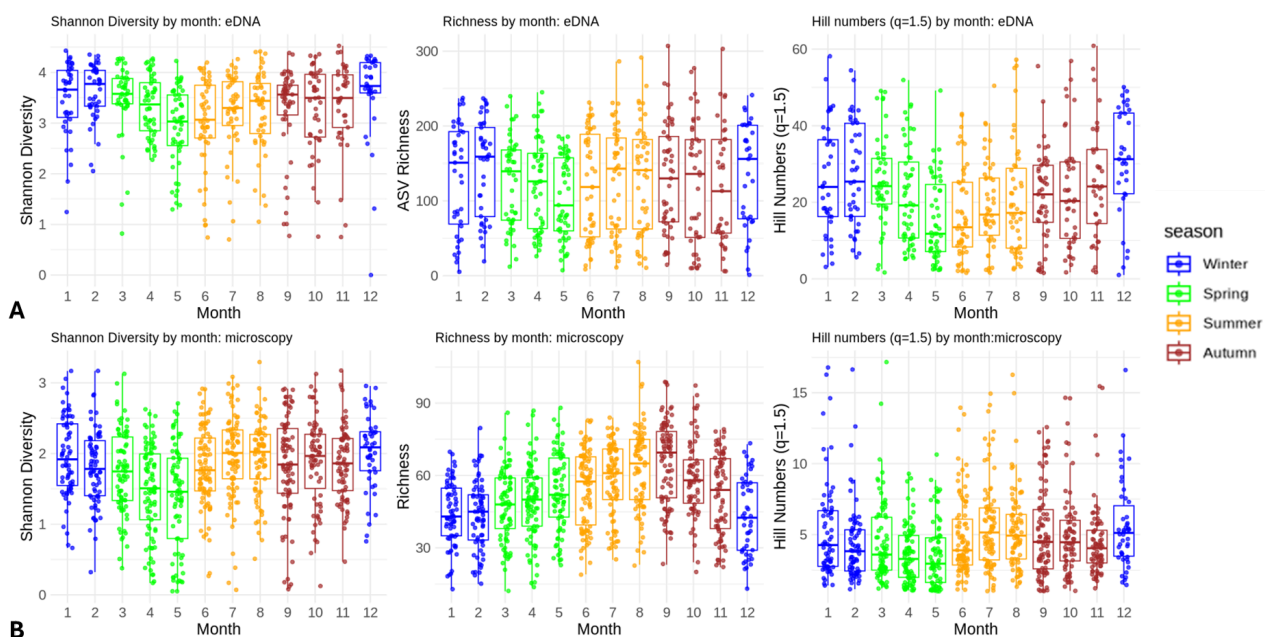 Shannon Diversity by month: eDNA
Richness by month: eDNA
Hill numbers (q=1.5) by month: eDNA
Shannon Diversity
4
3
2
1
0
1 2 3 4 5 6 7 8 9 10 11 12
Month
ASV Richness
300
200
100
0
1 2 3 4 5 6 7 8 9 10 11 12
Month
Hill Numbers (q=1.5)
60
40
20
0
1 2 3 4 5 6 7 8 9 10 11 12
Month
A
season
Winter
Spring
Summer
Autumn
Shannon Diversity by month: microscopy
Richness by month: microscopy
Hill numbers (q=1.5) by month:microscopy
Shannon Diversity
3
2
1
0
1 2 3 4 5 6 7 8 9 10 11 12
Month
Richness
90
60
30
1 2 3 4 5 6 7 8 9 10 11 12
Month
Hill Numbers (q=1.5)
15
10
5
1 2 3 4 5 6 7 8 9 10 11 12
Month
B